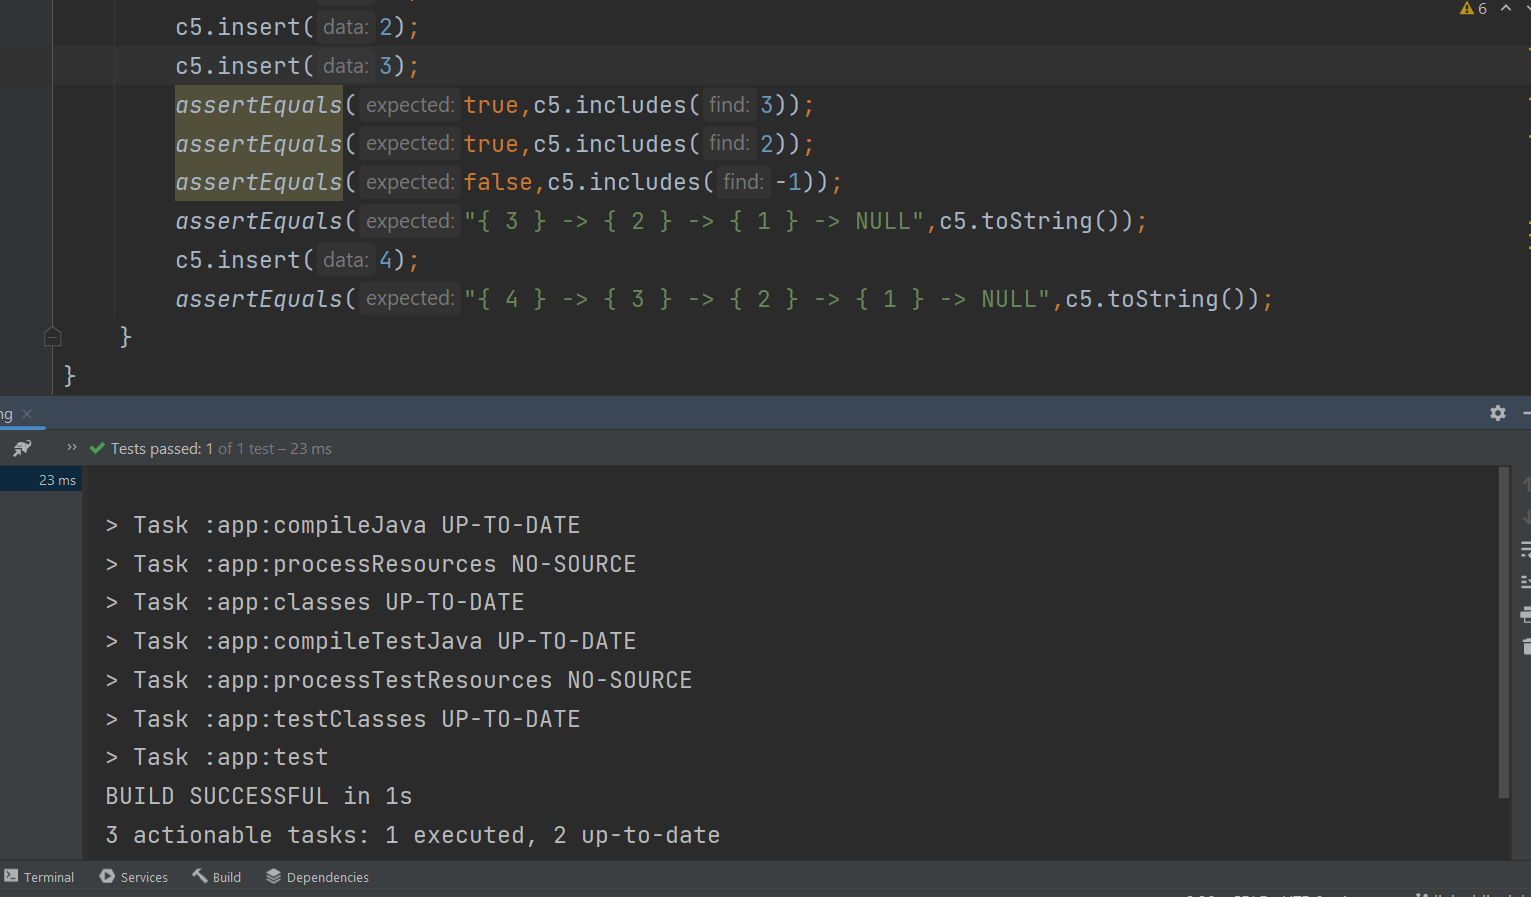 6
c5.insert( data: 2);
c5.insert( data: 3);
assertEquals( expected: true,c5.includes( find: 3));
assertEquals( expected: true,c5.includes( find: 2));
assertEquals( expected: false,c5.includes( find: -1));
assertEquals( expected: "{ 3 } -> { 2 } -> { 1 } -> NULL",c5.toString());
c5.insert( data: 4);
assertEquals( expected: "{ 4 } -> { 3 } -> { 2 } -> { 1 } -> NULL",c5.toString());
}
}
ng
» Tests passed: 1 of 1 test – 23 ms
23 ms
> Task :app:compileJava UP-TO-DATE
> Task :app:processResources NO-SOURCE
> Task :app:classes UP-TO-DATE
> Task :app:compileTestJava UP-TO-DATE
> Task :app:processTestResources NO-SOURCE
> Task :app:testClasses UP-TO-DATE
> Task :app:test
BUILD SUCCESSFUL in 1s
3 actionable tasks: 1 executed, 2 up-to-date
Terminal Services Build Dependencies